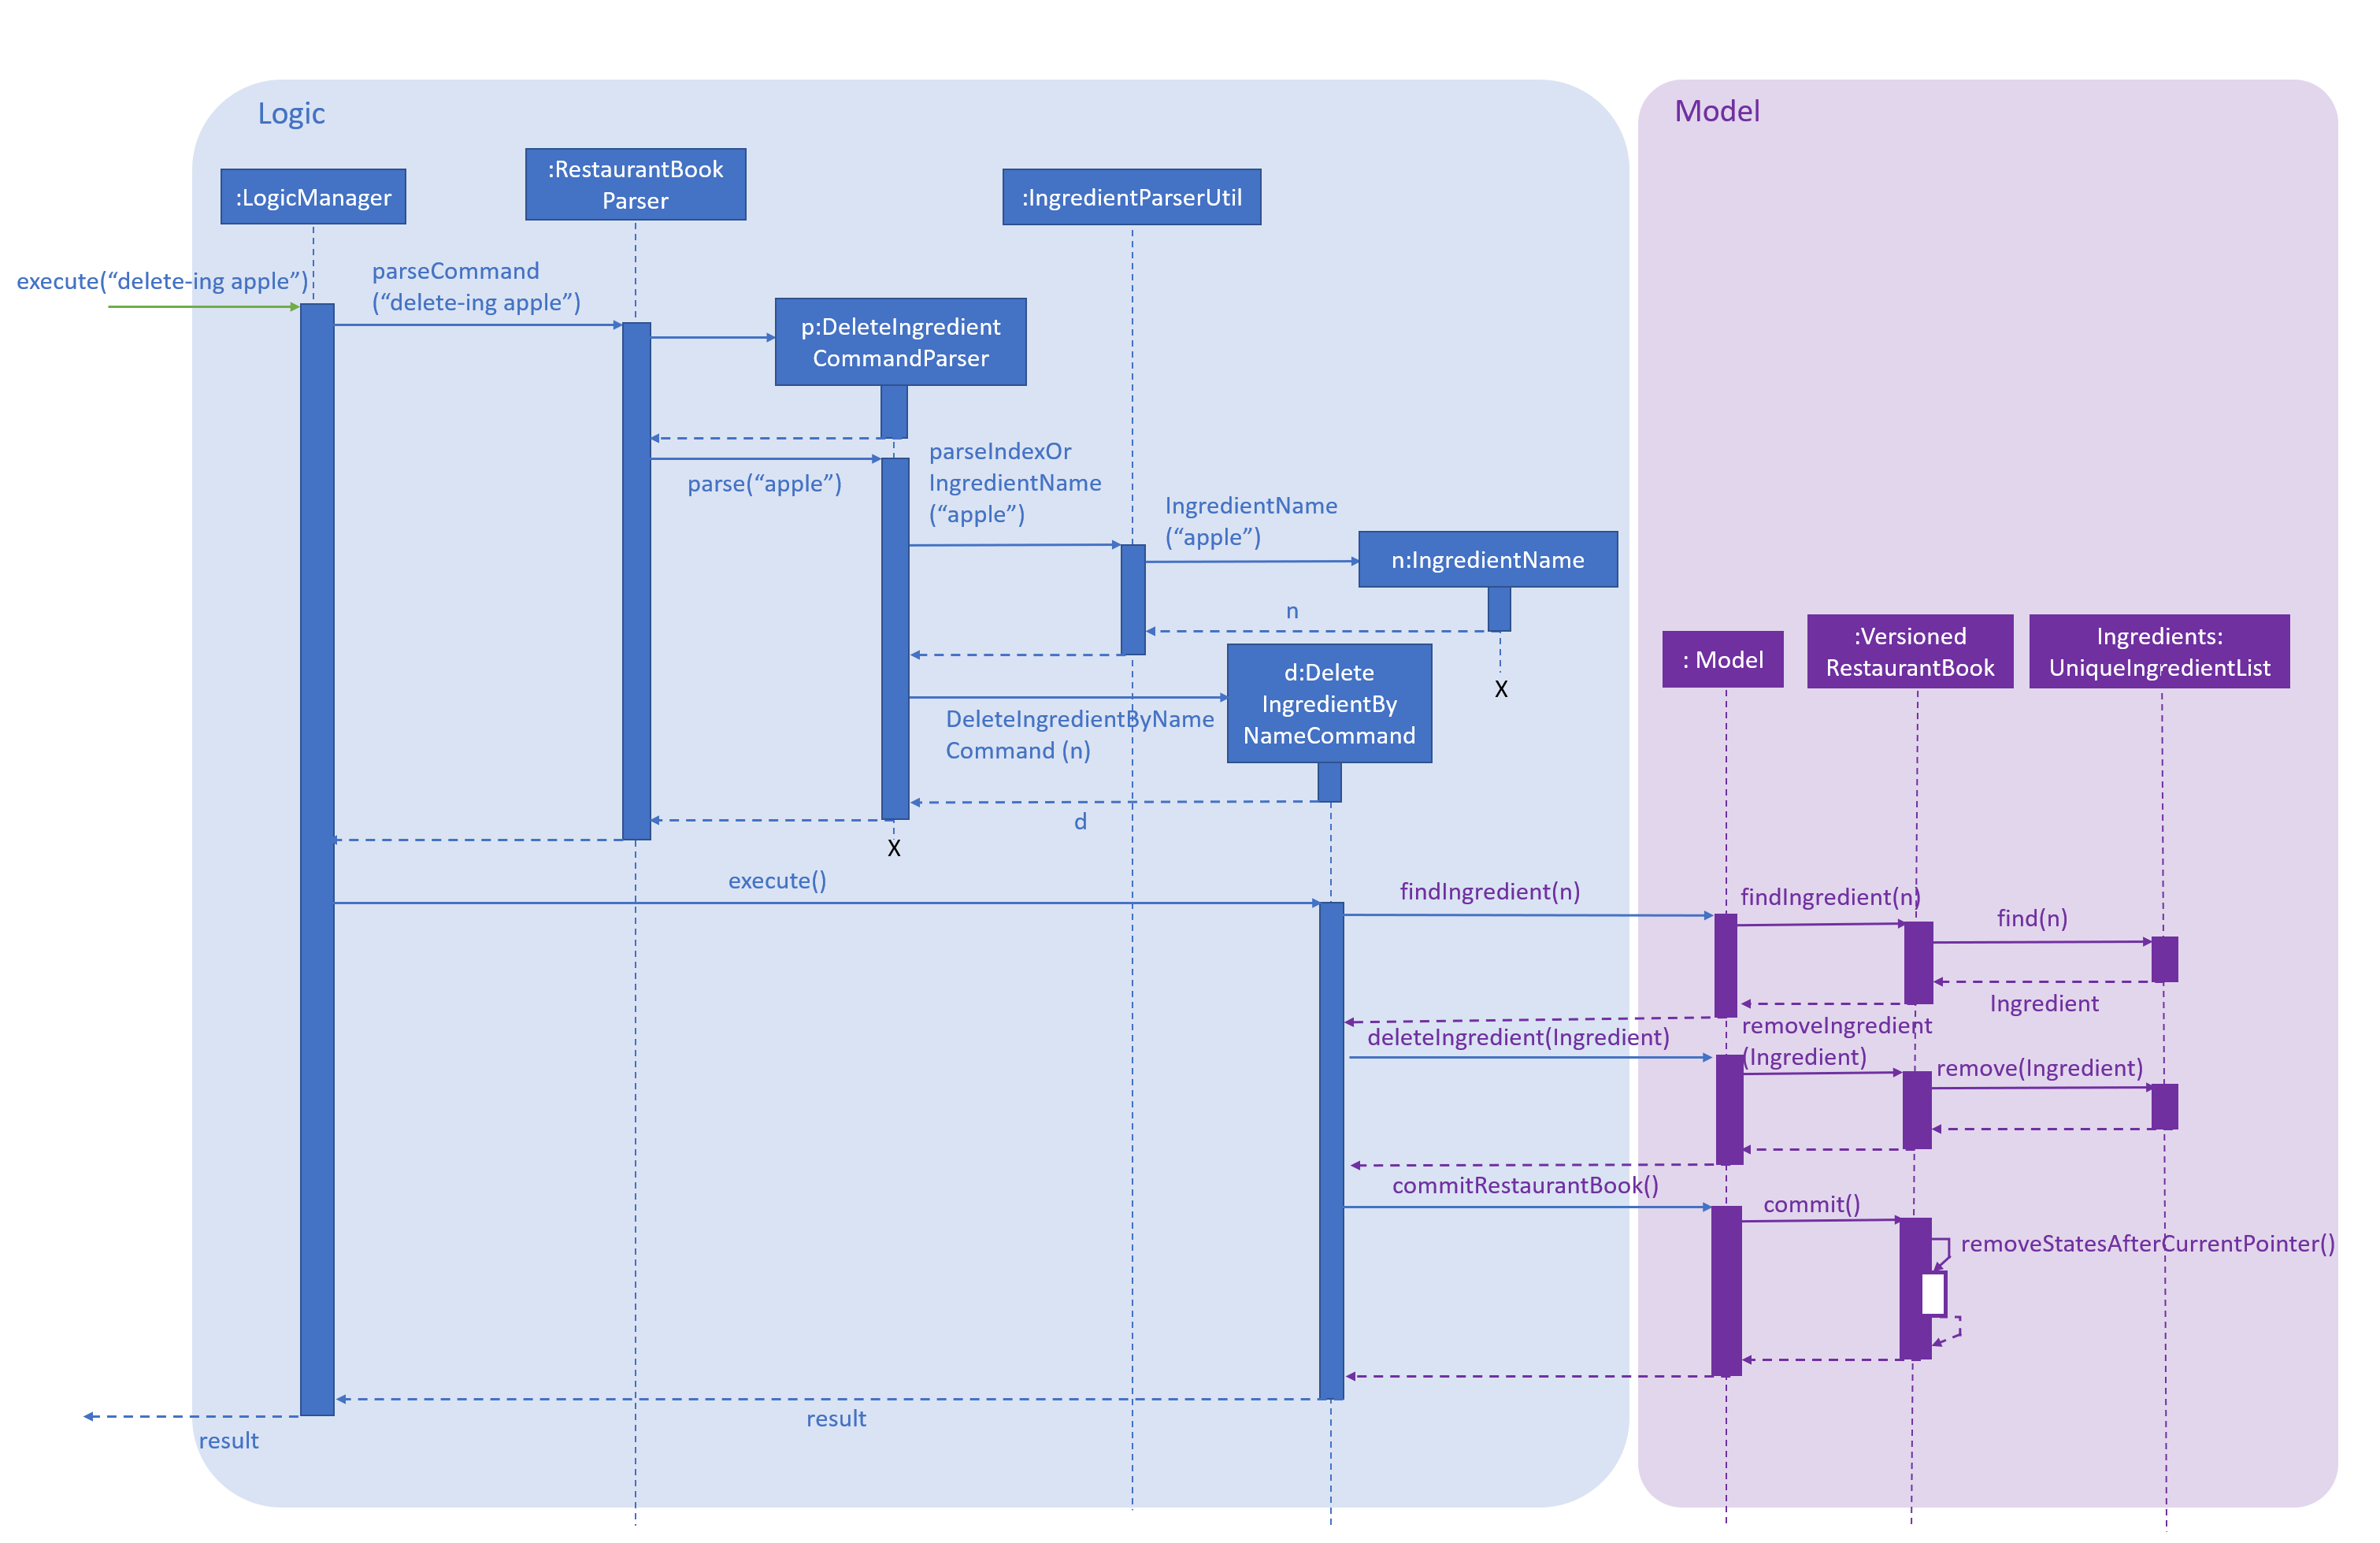 Logic
Model
:RestaurantBook
Parser
:LogicManager
:IngredientParserUtil
execute(“delete-ing apple”)
parseCommand
(“delete-ing apple”)
p:DeleteIngredient
CommandParser
parse(“apple”)
parseIndexOr
IngredientName
(“apple”)
IngredientName
(“apple”)
n:IngredientName
n
X
: Model
:Versioned
RestaurantBook
Ingredients:
UniqueIngredientList
d:Delete
IngredientBy
NameCommand
DeleteIngredientByName
Command (n)
d
X
execute()
findIngredient(n)
findIngredient(n)
find(n)
Ingredient
deleteIngredient(Ingredient)
removeIngredient
(Ingredient)
remove(Ingredient)
commitRestaurantBook()
commit()
removeStatesAfterCurrentPointer()
result
result